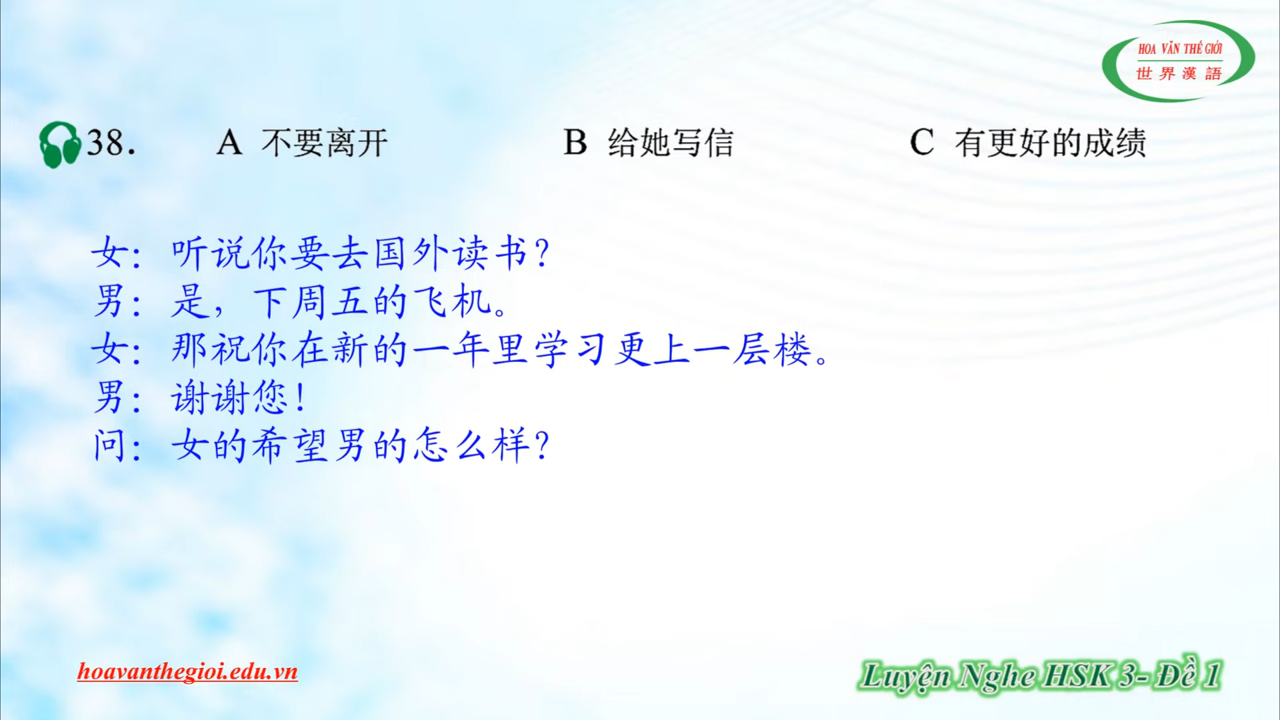 HOA VĂN THẾ GIỚI
世界漢語
38. A 不要离开 B 给她写信 C 有更好的成绩
女：听说你要去国外读书？
男：是，下周五的飞机。
女：那祝你在新的一年里学习更上一层楼。
男：谢谢您！
问：女的希望男的怎么样？
hoavanthegioi.edu.vn
Luyện Nghe HSK 3- Đề 1